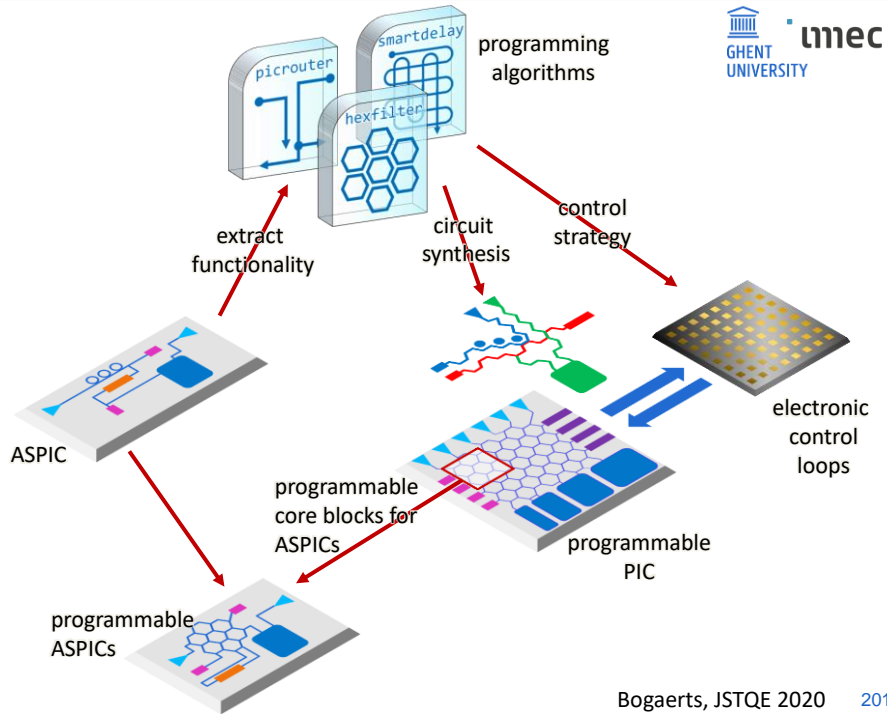 smartdelay
picrouter
hexfilter
programming
algorithms
GHENT
UNIVERSITY
imec
extract
functionality
circuit
synthesis
control
strategy
ASPIC
electronic
control
loops
programmable
core blocks for
ASPICs
programmable
PIC
programmable
ASPICs
Bogaerts, JSTQE 2020
201